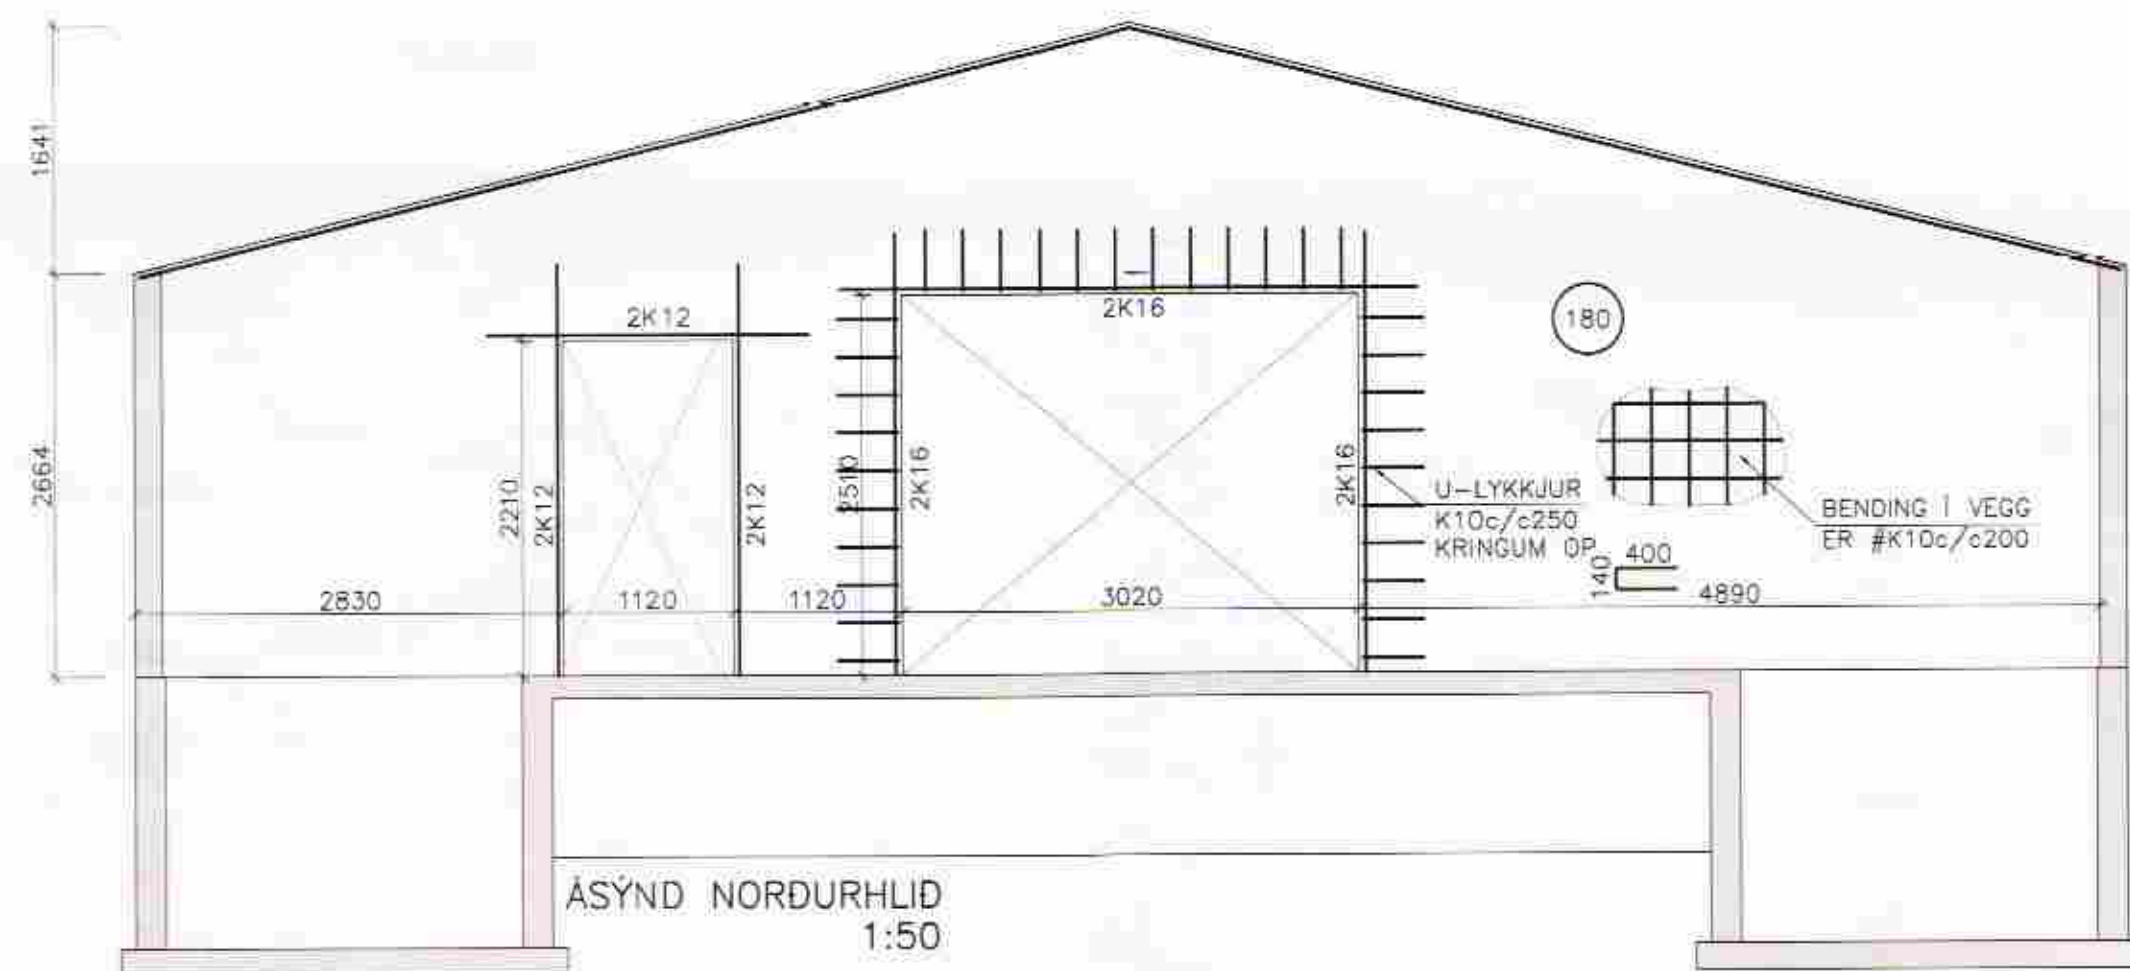 1641
2664
2K12
2210
2K12
2K12
2510
2K16
2K16
2K16
180
U-LYKKJUR
K10c/c250
KRINGUM OP
BENDING Í VEGG
ER #K10c/c200
140
400
2830
1120
1120
3020
4890
ÁSÝND NORÐURHLIÐ
1:50